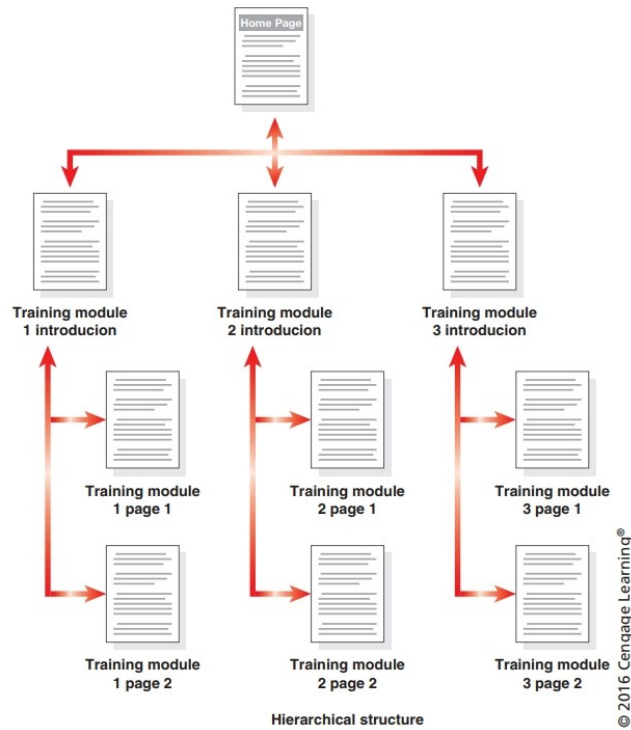 Home Page
Training module
1 introducion
Training module
2 introducion
Training module
3 introducion
Training module
1 page 1
Training module
2 page 1
Training module
3 page 1
Training module
1 page 2
Training module
2 page 2
Training module
3 page 2
Hierarchical structure
© 2016 Cengage Learning®